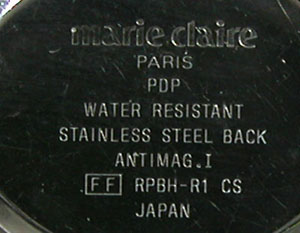 marie claire
PARIS
PDP
WATER RESISTANT
STAINLESS STEEL BACK
ANTIMAG.I
FF RPBH-R1 CS
JAPAN